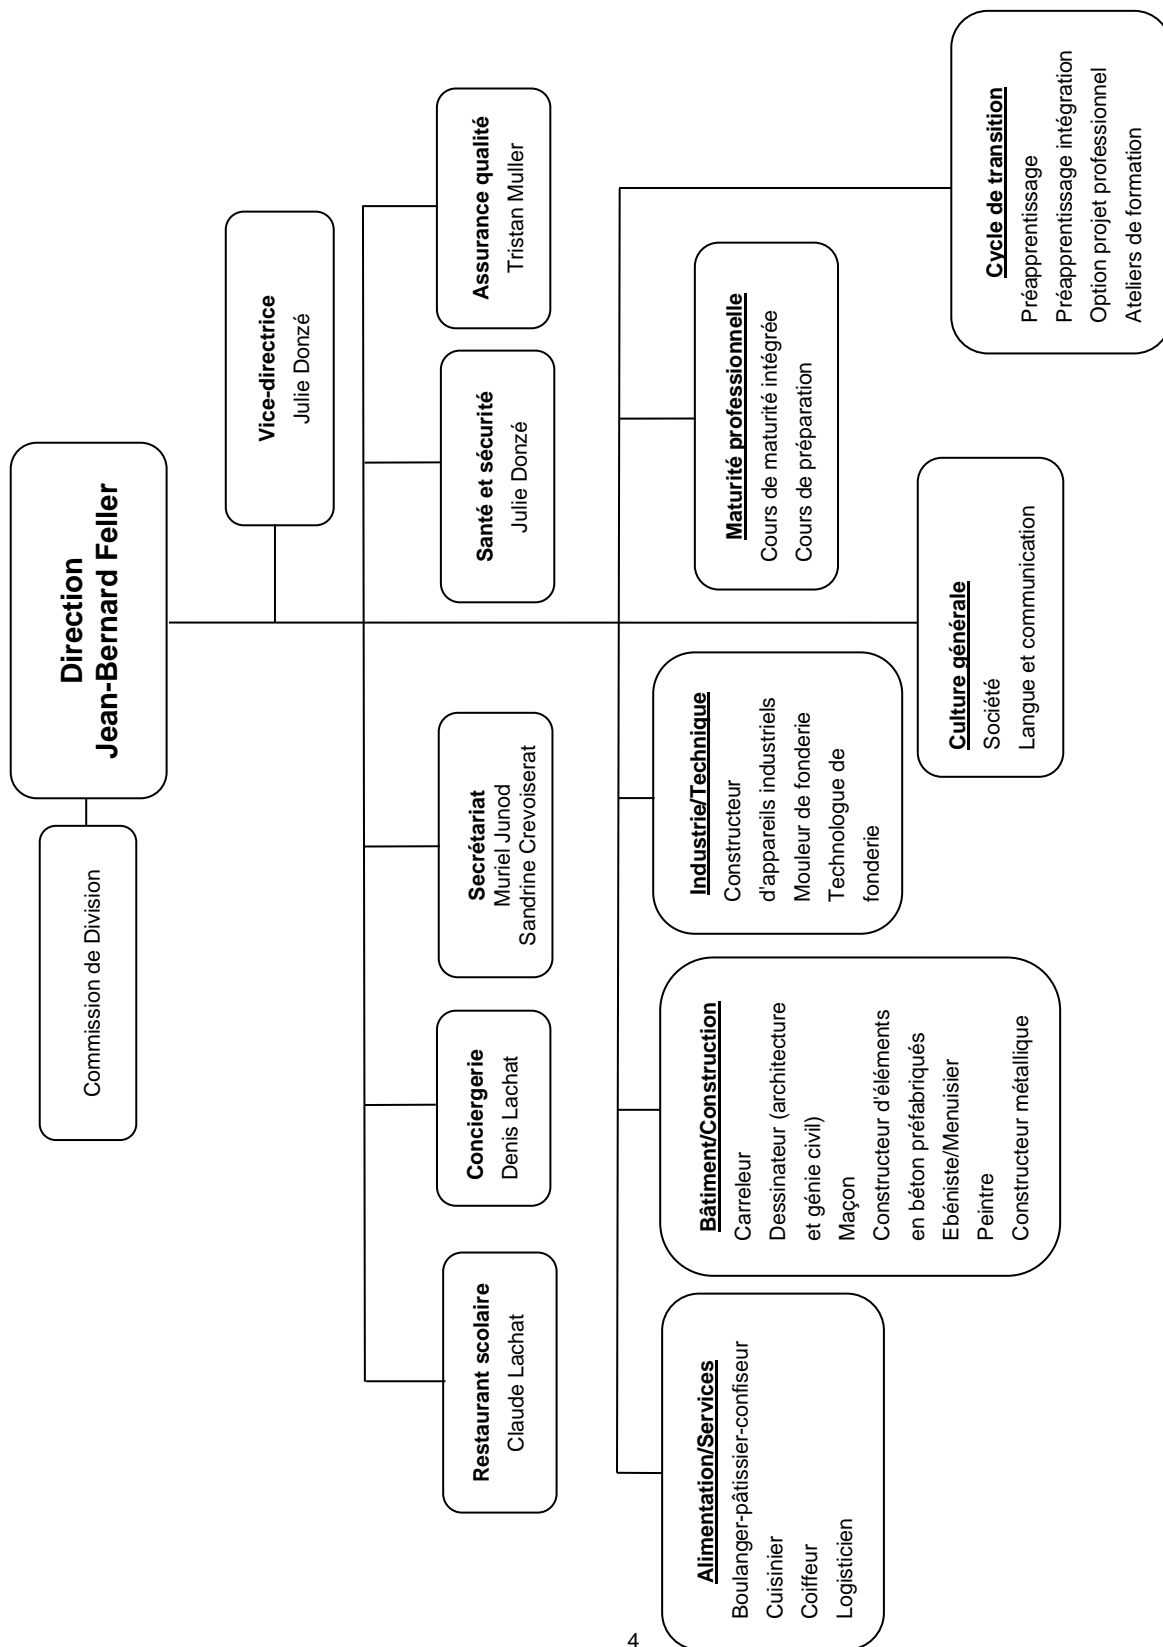 Direction
Jean-Bernard Feller
Commission de Division
Vice-directrice
Julie Donzé
Restaurant scolaire
Claude Lachat
Conciergerie
Denis Lachat
Secrétariat
Muriel Junod
Sandrine Crevoiserat
Santé et sécurité
Julie Donzé
Assurance qualité
Tristan Muller
Alimentation/Services
Boulanger-pâtissier-confiseur
Cuisinier
Coiffeur
Logisticien
Bâtiment/Construction
Carreleur
Dessinateur (architecture
et génie civil)
Maçon
Constructeur d'éléments
en béton préfabriqués
Ebéniste/Menuisier
Peintre
Constructeur métallique
Industrie/Technique
Constructeur
d'appareils industriels
Mouleur de fonderie
Technologue de
fonderie
Culture générale
Société
Langue et communication
Maturité professionnelle
Cours de maturité intégrée
Cours de préparation
Cycle de transition
Préapprentissage
Préapprentissage intégration
Option projet professionnel
Ateliers de formation
4